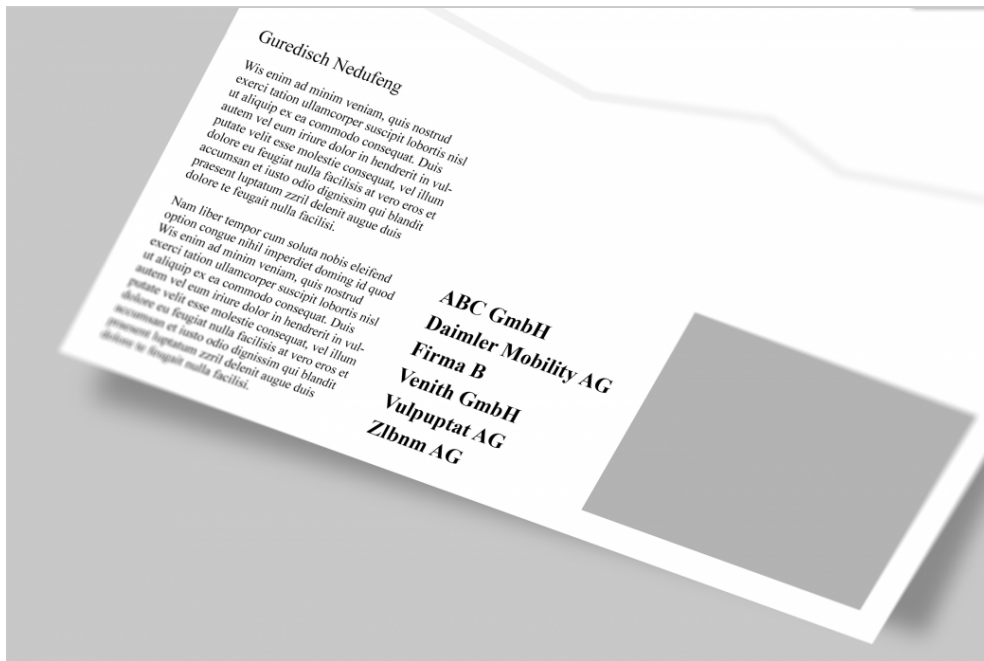 Guredisch Nedufeng
Wis enim ad minim veniam, quis nostrud
exerci tation ullamcorper suscipit lobortis nisl
ut aliquip ex ea commodo consequat. Duis
autem vel eum iriure dolor in hendrerit in vul-
putate velit esse molestie consequat, vel illum
dolore eu feugiat nulla facilisis at vero eros et
accumsan et iusto odio dignissim qui blandit
praesent luptatum zzril delenit augue duis
dolore te feugait nulla facilisi.
Nam liber tempor cum soluta nobis eleifend
option congue nihil imperdiet doming id quod
Wis enim ad minim veniam, quis nostrud
exerci tation ullamcorper suscipit lobortis nisl
ut aliquip ex ea commodo consequat. Duis
autem vel eum iriure dolor in hendrerit in vul-
putate velit esse molestie consequat, vel illum
dolore eu feugiat nulla facilisis at vero eros et
accumsan et iusto odio dignissim qui blandit
praesent luptatum zzril delenit augue duis
dolore te feugait nulla facilisi.
ABC GmbH
Daimler Mobility AG
Firma B
Venith GmbH
Vulpuptat AG
Zlbnm AG